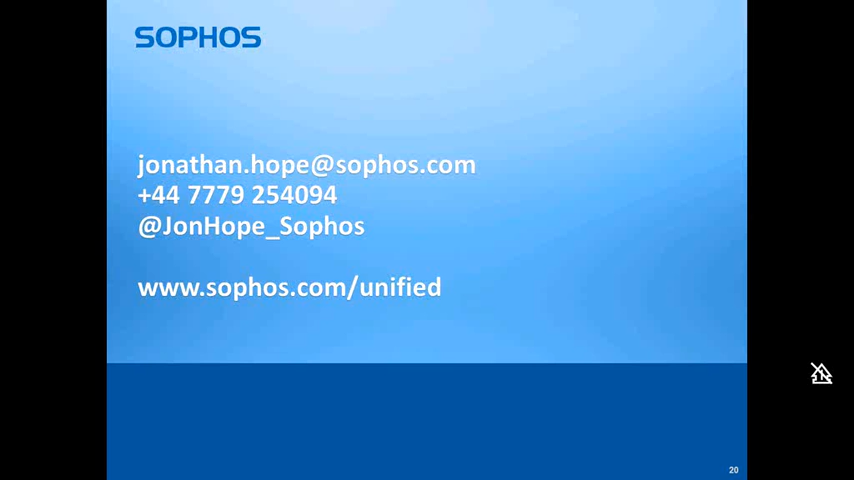 SOPHOS
jonathan.hope@sophos.com
+44 7779 254094
@JonHope_Sophos
www.sophos.com/unified
20